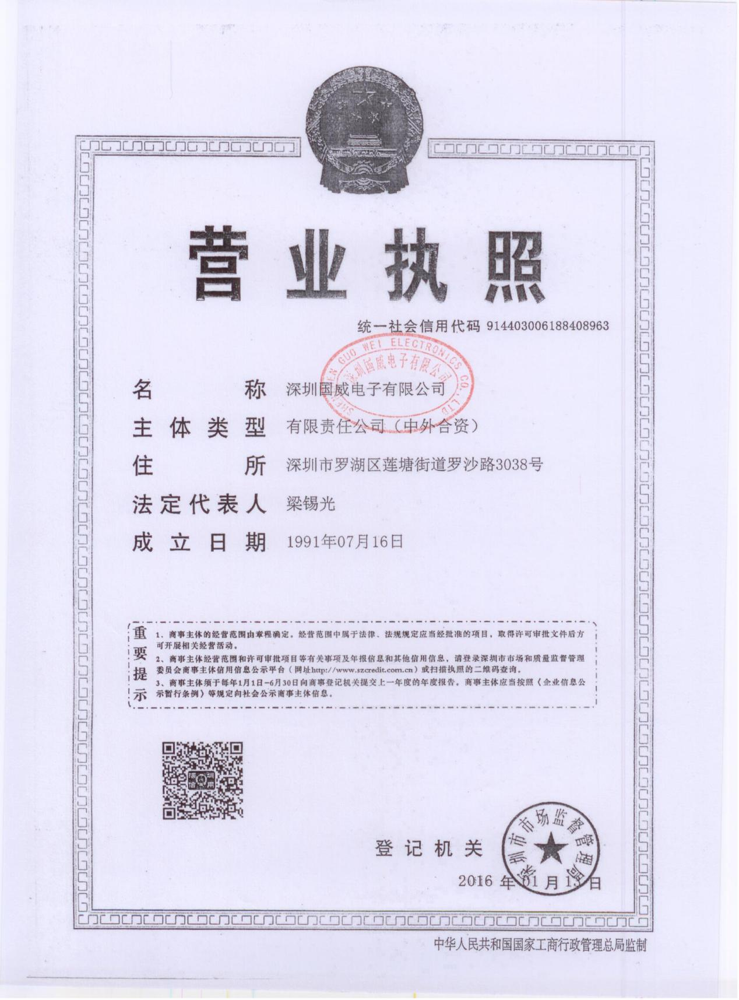 营业执照
统一社会信用代码 914403006188408963
SHEN ZHEN GUO WEI ELECTRONICS CO., LTD
深圳国威电子有限公司
名称 深圳国威电子有限公司
主体类型 有限责任公司（中外合资）
住所 深圳市罗湖区莲塘街道罗沙路3038号
法定代表人 梁锡光
成立日期 1991年07月16日
重要提示
1、商事主体的经营范围由章程确定。经营范围中属于法律、法规规定应当经批准的项目，取得许可审批文件后方
可开展相关经营活动。
2、商事主体经营范围和许可审批项目等有关事项及年报信息和其他信用信息，请登录深圳市市场和质量监督管理
委员会商事主体信用信息公示平台（网址http://www.szcredit.com.cn）或扫描执照的二维码查询。
3、商事主体须于每年1月1日-6月30日向商事登记机关提交上一年度的年度报告。商事主体应当按照《企业信息公
示暂行条例》等规定向社会公示商事主体信息。
深圳
信用
登记机关
深圳市市场监督管理局
2016 年 01 月 13 日
中华人民共和国国家工商行政管理总局监制